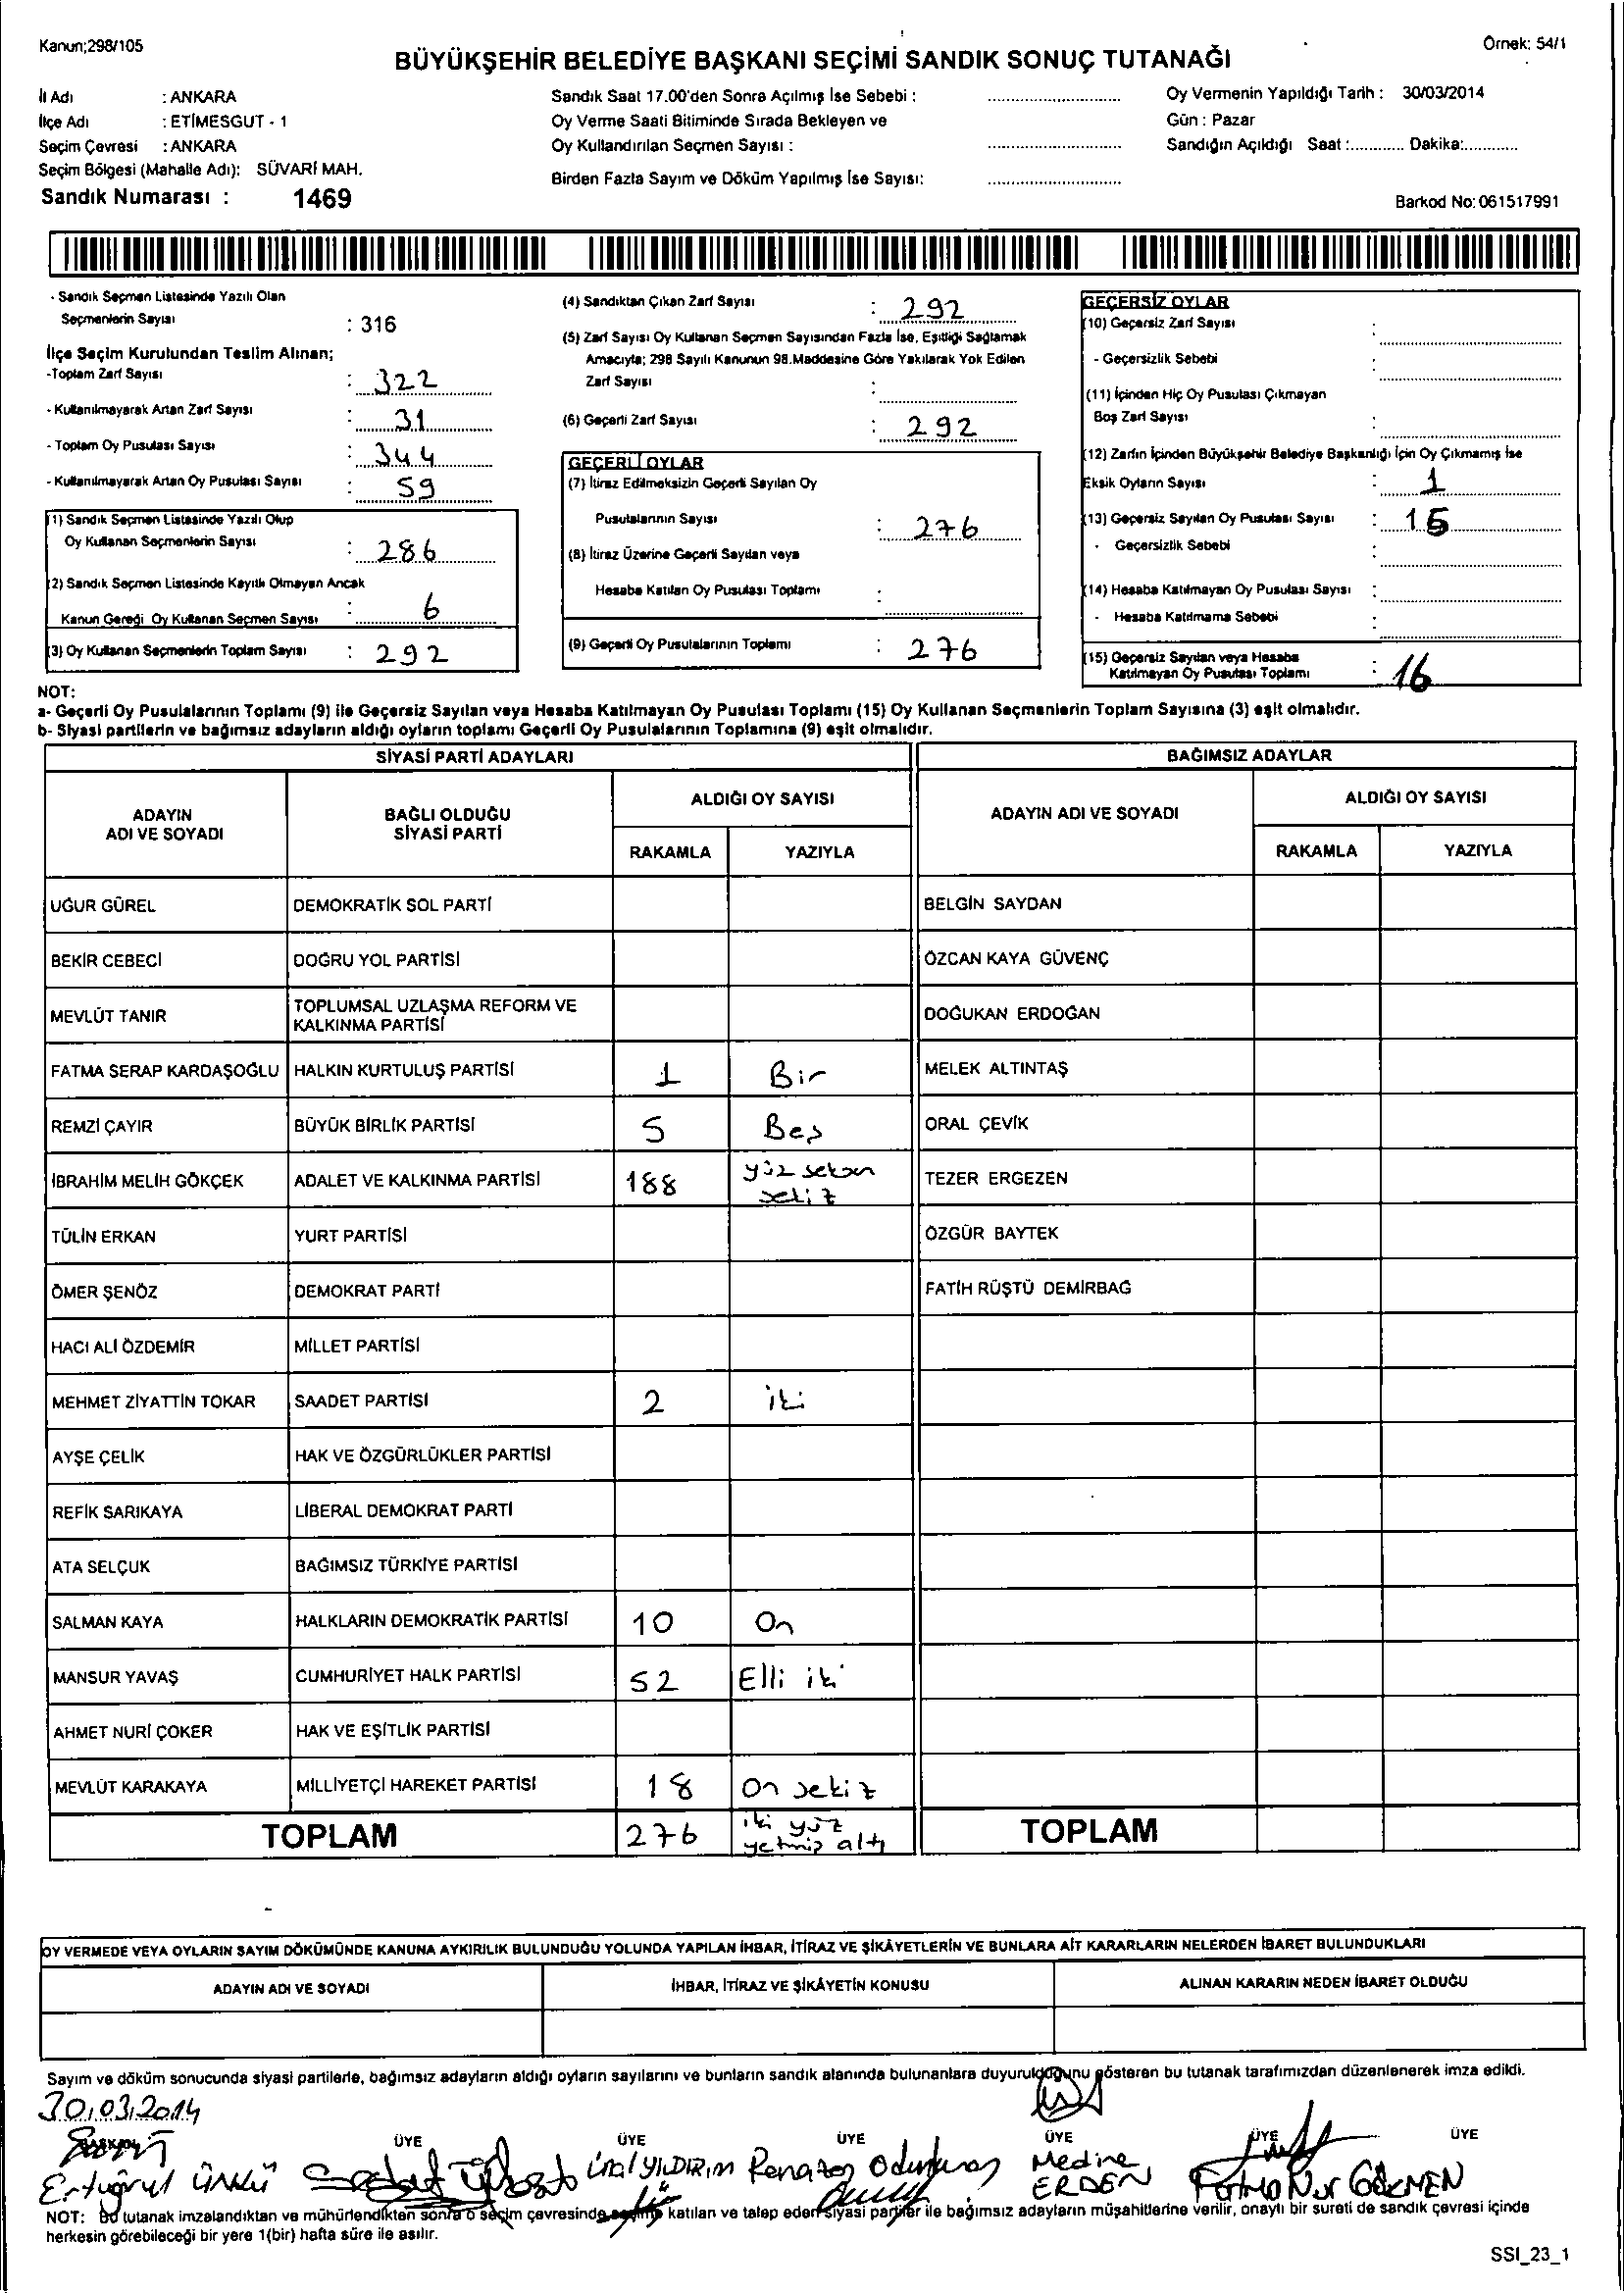 Kanun;298/105
Örnek: 54/1
BÜYÜKŞEHİR BELEDİYE BAŞKANI SEÇİMİ SANDIK SONUÇ TUTANAĞI
İl Adı : ANKARA
İlçe Adı : ETİMESGUT - 1
Seçim Çevresi : ANKARA
Seçim Bölgesi (Mahalle Adı): SÜVARİ MAH.
Sandık Numarası : 1469
Sandık Saat 17.00'den Sonra Açılmış İse Sebebi :
Oy Verme Saati Bitiminde Sırada Bekleyen ve
Oy Kullandırılan Seçmen Sayısı :
Birden Fazla Sayım ve Döküm Yapılmış İse Sayısı:
Oy Vermenin Yapıldığı Tarih : 30/03/2014
Gün : Pazar
Sandığın Açıldığı Saat :............ Dakika:............
Barkod No: 061517991
- Sandık Seçmen Listesinde Yazılı Olan
Seçmenlerin Sayısı : 316
İlçe Seçim Kurulundan Teslim Alınan;
-Toplam Zarf Sayısı : 322
- Kullanılmayarak Artan Zarf Sayısı : 31
- Toplam Oy Pusulası Sayısı : 344
- Kullanılmayarak Artan Oy Pusulası Sayısı : 59
(1) Sandık Seçmen Listesinde Yazılı Olup
Oy Kullanan Seçmenlerin Sayısı : 286
(2) Sandık Seçmen Listesinde Kayıtlı Olmayan Ancak
Kanun Gereği Oy Kullanan Seçmen Sayısı : 6
(3) Oy Kullanan Seçmenlerin Toplam Sayısı : 292
(4) Sandıktan Çıkan Zarf Sayısı : 292
(5) Zarf Sayısı Oy Kullanan Seçmen Sayısından Fazla İse, Eşitliği Sağlamak
Amacıyla; 298 Sayılı Kanunun 98.Maddesine Göre Yakılarak Yok Edilen
Zarf Sayısı :
(6) Geçerli Zarf Sayısı : 292
GEÇERLİ OYLAR
(7) İtiraz Edilmeksizin Geçerli Sayılan Oy
Pusulalarının Sayısı : 276
(8) İtiraz Üzerine Geçerli Sayılan veya
Hesaba Katılan Oy Pusulası Toplamı :
(9) Geçerli Oy Pusulalarının Toplamı : 276
GEÇERSİZ OYLAR
(10) Geçersiz Zarf Sayısı :
- Geçersizlik Sebebi :
(11) İçinden Hiç Oy Pusulası Çıkmayan
Boş Zarf Sayısı :
(12) Zarfın İçinden Büyükşehir Belediye Başkanlığı İçin Oy Çıkmamış İse
Eksik Oyların Sayısı : 1
(13) Geçersiz Sayılan Oy Pusulası Sayısı : 15
- Geçersizlik Sebebi :
(14) Hesaba Katılmayan Oy Pusulası Sayısı :
- Hesaba Katılmama Sebebi :
(15) Geçersiz Sayılan veya Hesaba
Katılmayan Oy Pusulası Toplamı : 16
NOT:
a- Geçerli Oy Pusulalarının Toplamı (9) ile Geçersiz Sayılan veya Hesaba Katılmayan Oy Pusulası Toplamı (15) Oy Kullanan Seçmenlerin Toplam Sayısına (3) eşit olmalıdır.
b- Siyasi partilerin ve bağımsız adayların aldığı oyların toplamı Geçerli Oy Pusulalarının Toplamına (9) eşit olmalıdır.
SİYASİ PARTİ ADAYLARI BAĞIMSIZ ADAYLAR
ADAYIN
ADI VE SOYADI
BAĞLI OLDUĞU
SİYASİ PARTİ
ALDIĞI OY SAYISI
RAKAMLA YAZIYLA
ADAYIN ADI VE SOYADI
ALDIĞI OY SAYISI
RAKAMLA YAZIYLA
UĞUR GÜREL DEMOKRATİK SOL PARTİ BELGİN SAYDAN
BEKİR CEBECİ DOĞRU YOL PARTİSİ ÖZCAN KAYA GÜVENÇ
MEVLÜT TANIR TOPLUMSAL UZLAŞMA REFORM VE
KALKINMA PARTİSİ DOĞUKAN ERDOĞAN
FATMA SERAP KARDAŞOĞLU HALKIN KURTULUŞ PARTİSİ 1 Bir MELEK ALTINTAŞ
REMZİ ÇAYIR BÜYÜK BİRLİK PARTİSİ 5 Beş ORAL ÇEVİK
İBRAHİM MELİH GÖKÇEK ADALET VE KALKINMA PARTİSİ 188 yüz seksen
sekiz TEZER ERGEZEN
TÜLİN ERKAN YURT PARTİSİ ÖZGÜR BAYTEK
ÖMER ŞENÖZ DEMOKRAT PARTİ FATİH RÜŞTÜ DEMİRBAĞ
HACI ALİ ÖZDEMİR MİLLET PARTİSİ
MEHMET ZİYATTİN TOKAR SAADET PARTİSİ 2 iki
AYŞE ÇELİK HAK VE ÖZGÜRLÜKLER PARTİSİ
REFİK SARIKAYA LİBERAL DEMOKRAT PARTİ
ATA SELÇUK BAĞIMSIZ TÜRKİYE PARTİSİ
SALMAN KAYA HALKLARIN DEMOKRATİK PARTİSİ 10 On
MANSUR YAVAŞ CUMHURİYET HALK PARTİSİ 52 Elli iki
AHMET NURİ ÇOKER HAK VE EŞİTLİK PARTİSİ
MEVLÜT KARAKAYA MİLLİYETÇİ HAREKET PARTİSİ 18 On sekiz
TOPLAM 276 iki yüz
yetmiş altı TOPLAM
OY VERMEDE VEYA OYLARIN SAYIM DÖKÜMÜNDE KANUNA AYKIRILIK BULUNDUĞU YOLUNDA YAPILAN İHBAR, İTİRAZ VE ŞİKÂYETLERİN VE BUNLARA AİT KARARLARIN NELERDEN İBARET BULUNDUKLARI
ADAYIN ADI VE SOYADI İHBAR, İTİRAZ VE ŞİKÂYETİN KONUSU ALINAN KARARIN NEDEN İBARET OLDUĞU
Sayım ve döküm sonucunda siyasi partilerle, bağımsız adayların aldığı oyların sayılarını ve bunların sandık alanında bulunanlara duyurulduğunu gösteren bu tutanak tarafımızdan düzenlenerek imza edildi.
30.03.2014
BAŞKAN ÜYE ÜYE ÜYE ÜYE ÜYE ÜYE
Ertuğrul ÜNLÜ Sedat Ünal YILDIRIM Ramazan Medine
ERDEN Fatma Nur GÖKMEN
NOT: Bu tutanak imzalandıktan ve mühürlendikten sonra o seçim çevresinde seçime katılan ve talep eden siyasi partiler ile bağımsız adayların müşahitlerine verilir, onaylı bir sureti de sandık çevresi içinde
herkesin görebileceği bir yere 1(bir) hafta süre ile asılır.
SSI_23_1